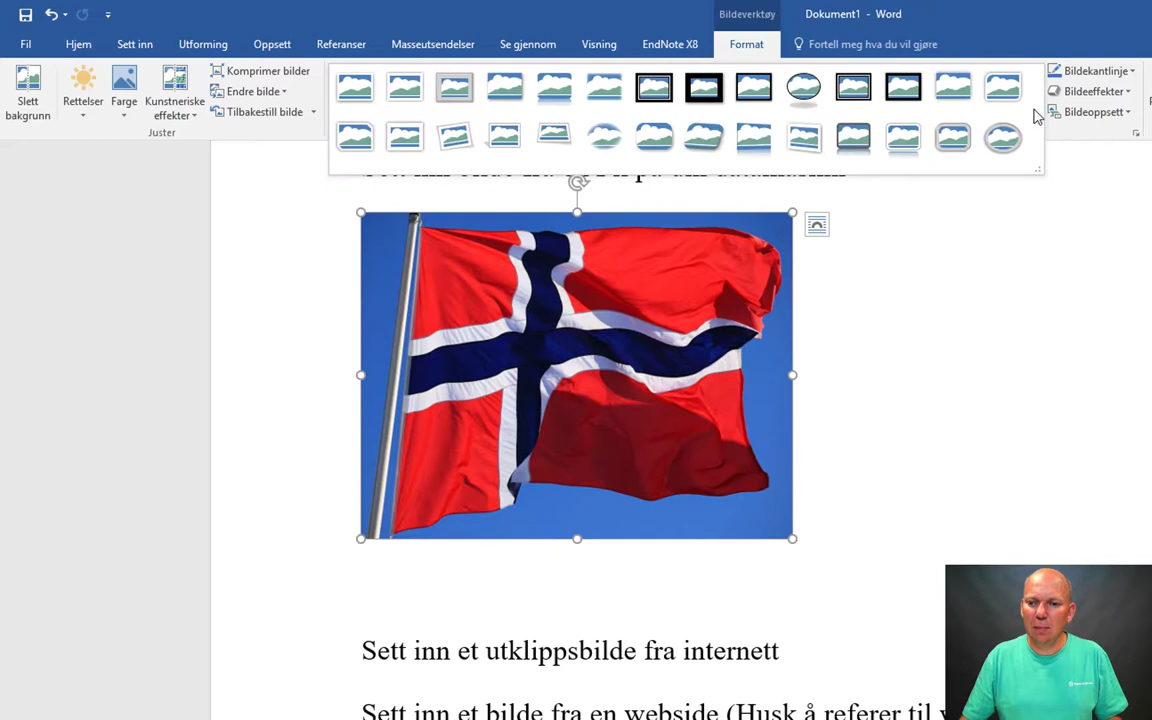 Bildeverktøy
Dokument1 - Word
Fil
Hjem
Sett inn
Utforming
Oppsett
Referanser
Masseutsendelser
Se gjennom
Visning
EndNote X8
Format
Fortell meg hva du vil gjøre
Slett bakgrunn
Rettelser
Farge
Kunstneriske effekter
Komprimer bilder
Endre bilde
Tilbakestill bilde
Juster
Bildekantlinje
Bildeeffekter
Bildeoppsett
Sett inn et utklippsbilde fra internett
Sett inn et bilde fra en webside (Husk å referer til